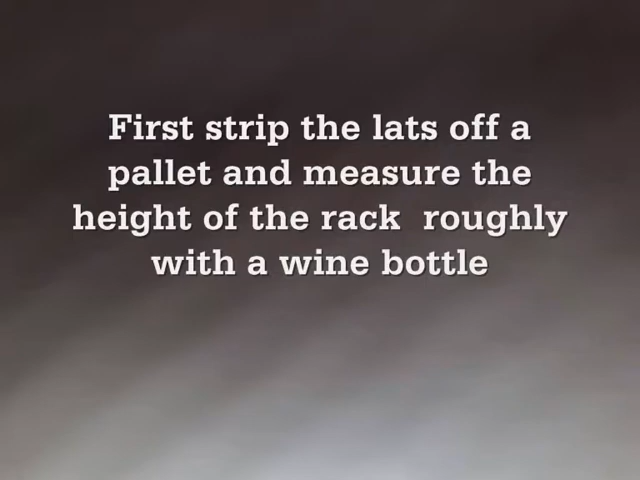 First strip the lats off a
pallet and measure the
height of the rack  roughly
with a wine bottle